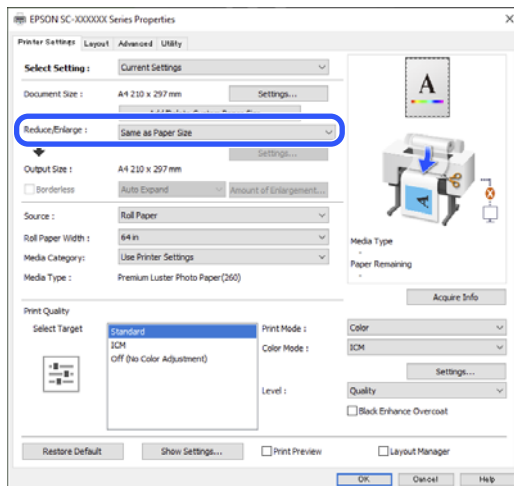 EPSON SC-XXXXXX Series Properties
Printer Settings Layout Advanced Utility
Select Setting : Current Settings
Document Size : A4 210 x 297 mm Settings...
Reduce/Enlarge : Same as Paper Size
Settings...
Output Size : A4 210 x 297 mm
Borderless Auto Expand Amount of Enlargement...
Source : Roll Paper
Roll Paper Width : 64 in
Media Category: Use Printer Settings
Media Type : Premium Luster Photo Paper(260)
A
Media Type
-
Paper Remaining
-
Acquire Info
Print Quality
Select Target
Standard
ICM
Off (No Color Adjustment)
Print Mode : Color
Color Mode : ICM
Settings...
Level : Quality
Black Enhance Overcoat
Restore Default Show Settings... Print Preview Layout Manager
OK Cancel Help